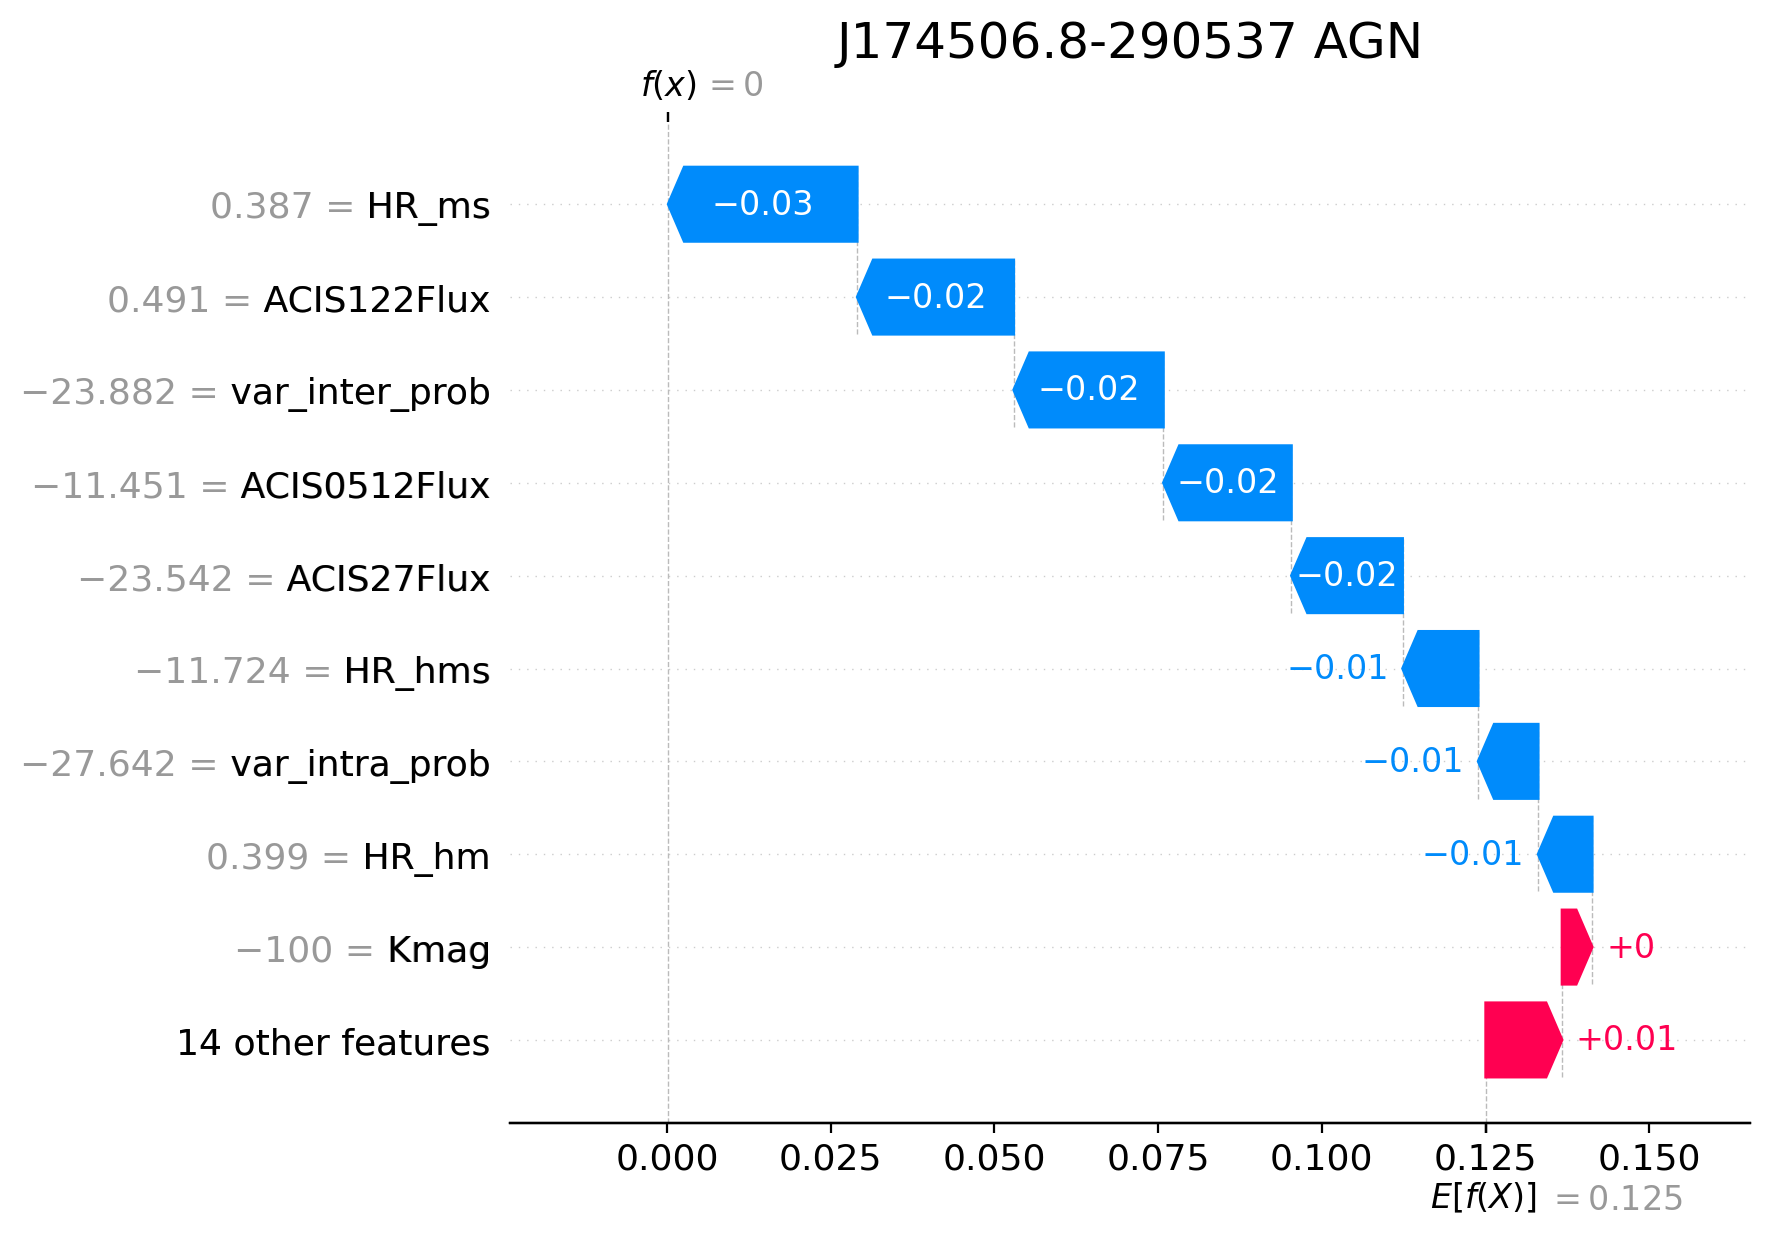 J174506.8-290537 AGN
f(x) = 0
0.387 = HR_ms
−0.03
0.491 = ACIS122Flux
−0.02
−23.882 = var_inter_prob
−0.02
−11.451 = ACIS0512Flux
−0.02
−23.542 = ACIS27Flux
−0.02
−11.724 = HR_hms
−0.01
−27.642 = var_intra_prob
−0.01
0.399 = HR_hm
−0.01
−100 = Kmag
+0
14 other features
+0.01
0.000 0.025 0.050 0.075 0.100 0.125 0.150
E[f(X)] = 0.125